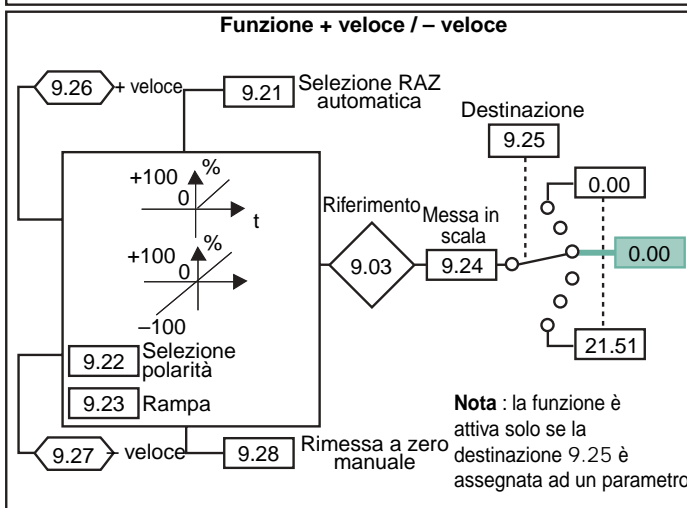 Funzione + veloce / – veloce
9.26
+ veloce
9.21
Selezione RAZ
automatica
Destinazione
9.25
+100
%
0
t
+100
%
0
–100
9.22
Selezione
polarità
9.23
Rampa
Riferimento
9.03
Messa in
scala
9.24
0.00
0.00
21.51
9.27
– veloce
9.28
Rimessa a zero
manuale
Nota : la funzione è
attiva solo se la
destinazione 9.25 è
assegnata ad un parametro